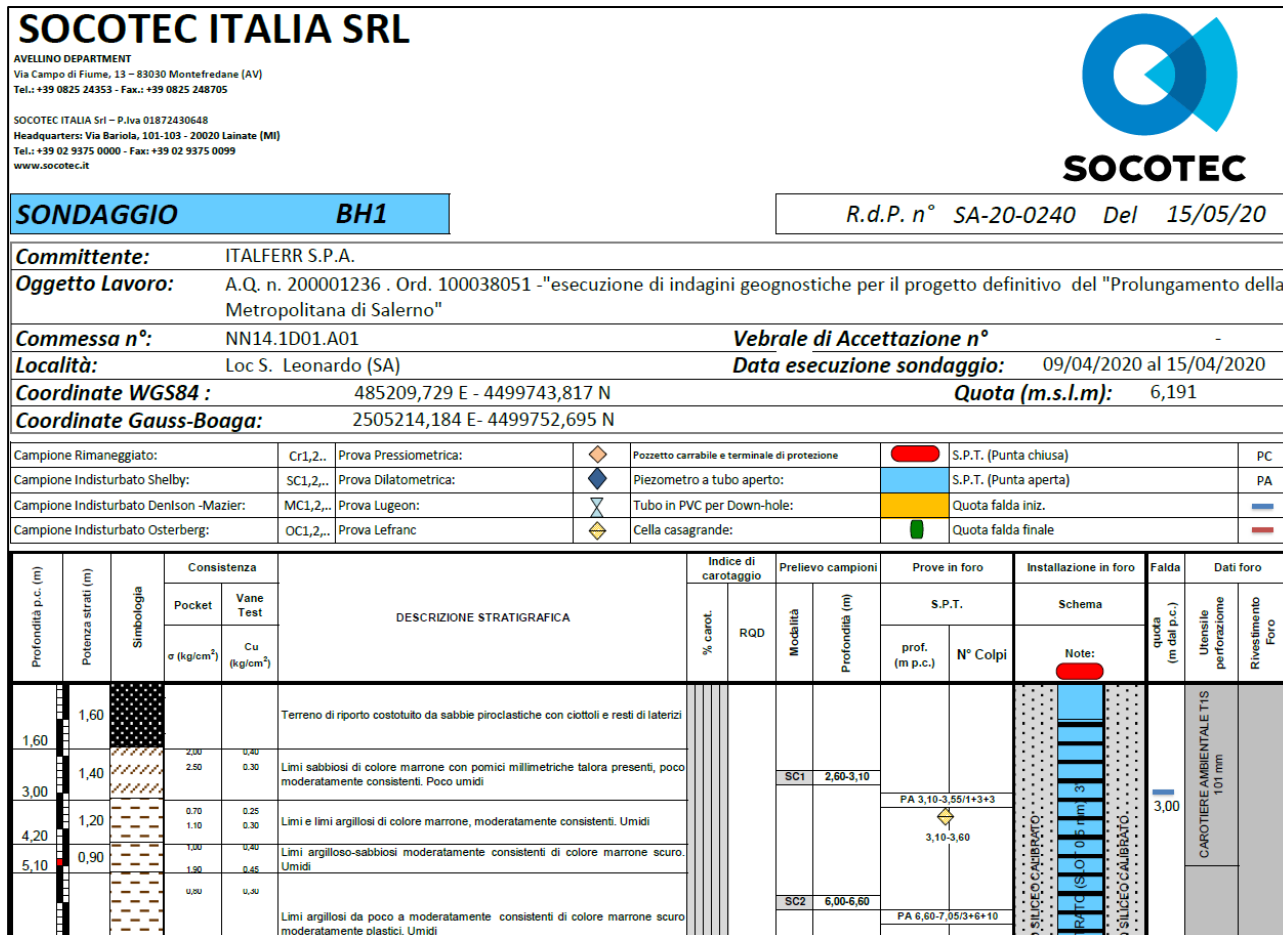 SOCOTEC ITALIA SRL
AVELLINO DEPARTMENT
Via Campo di Fiume, 13 – 83030 Montefredane (AV)
Tel.: +39 0825 24353 - Fax.: +39 0825 248705
SOCOTEC ITALIA Srl – P.Iva 01872430648
Headquarters: Via Bariola, 101-103 - 20020 Lainate (MI)
Tel.: +39 02 9375 0000 - Fax: +39 02 9375 0099
www.socotec.it
SOCOTEC
SONDAGGIO BH1
R.d.P. n° SA-20-0240 Del 15/05/20
Committente: ITALFERR S.P.A.
Oggetto Lavoro: A.Q. n. 200001236 . Ord. 100038051 -"esecuzione di indagini geognostiche per il progetto definitivo del "Prolungamento della
Metropolitana di Salerno"
Commessa n°: NN14.1D01.A01 Vebrale di Accettazione n° -
Località: Loc S. Leonardo (SA) Data esecuzione sondaggio: 09/04/2020 al 15/04/2020
Coordinate WGS84 : 485209,729 E - 4499743,817 N Quota (m.s.l.m): 6,191
Coordinate Gauss-Boaga: 2505214,184 E- 4499752,695 N
Campione Rimaneggiato: Cr1,2.. Prova Pressiometrica: Pozzetto carrabile e terminale di protezione S.P.T. (Punta chiusa) PC
Campione Indisturbato Shelby: SC1,2,.. Prova Dilatometrica: Piezometro a tubo aperto: S.P.T. (Punta aperta) PA
Campione Indisturbato Denlson -Mazier: MC1,2,.. Prova Lugeon: Tubo in PVC per Down-hole: Quota falda iniz.
Campione Indisturbato Osterberg: OC1,2,.. Prova Lefranc Cella casagrande: Quota falda finale
Profondità p.c. (m)
Potenza strati (m)
Simbologia
Consistenza
Pocket
Vane
Test
σ (kg/cm²)
Cu
(kg/cm²)
DESCRIZIONE STRATIGRAFICA
Indice di
carotaggio
% carot.
RQD
Prelievo campioni
Modalità
Profondità (m)
Prove in foro
S.P.T.
prof.
(m p.c.)
N° Colpi
Installazione in foro
Schema
Note:
Falda
quota
(m dal p.c.)
Dati foro
Utensile
perforazione
Rivestimento
Foro
1,60
1,60
Terreno di riporto costotuito da sabbie piroclastiche con ciottoli e resti di laterizi
3,00
1,40
2,00 0,40
2.50 0.30
Limi sabbiosi di colore marrone con pomici millimetriche talora presenti, poco
moderatamente consistenti. Poco umidi
SC1 2,60-3,10
4,20
1,20
0.70 0.25
1.10 0.30
Limi e limi argillosi di colore marrone, moderatamente consistenti. Umidi
PA 3,10-3,55/1+3+3
3,10-3,60
3,00
5,10
0,90
1,00 0,40
1.90 0.45
Limi argilloso-sabbiosi moderatamente consistenti di colore marrone scuro.
Umidi
0,80 0,30
Limi argillosi da poco a moderatamente consistenti di colore marrone scuro
moderatamente plastici. Umidi
SC2 6,00-6,60
PA 6,60-7,05/3+6+10
SILICEO CALIBRATO
SILICEO CALIBRATO
CAROTIERE AMBIENTALE T1S
101 mm